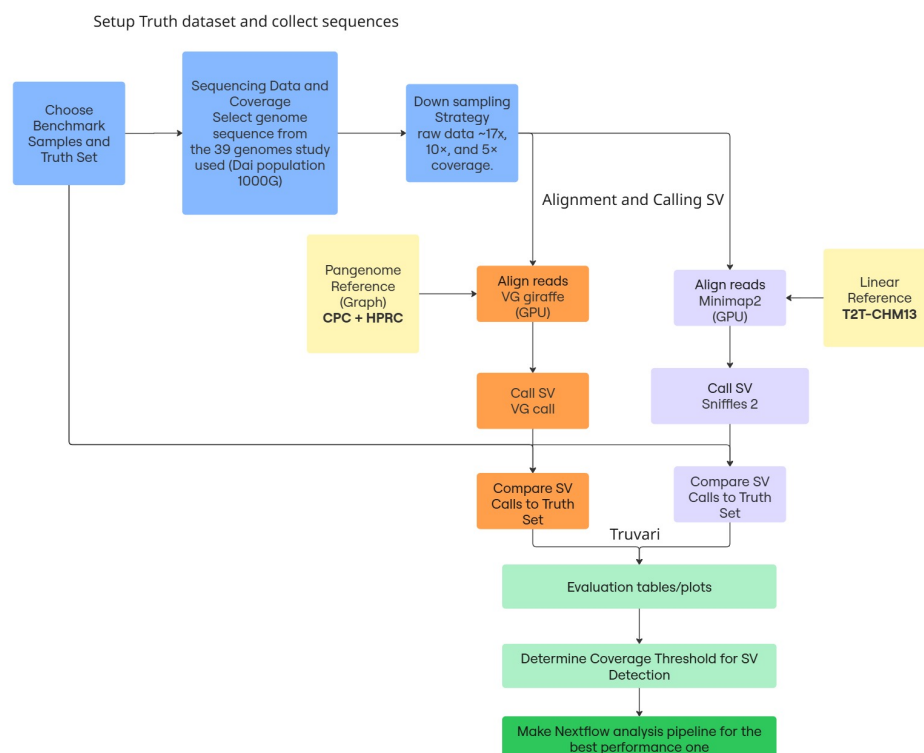 Setup Truth dataset and collect sequences
Choose
Benchmark
Samples and
Truth Set
Sequencing Data and
Coverage
Select genome
sequence from
the 39 genomes study
used (Dai population
1000G)
Down sampling
Strategy
raw data ~17x,
10×, and 5×
coverage.
Alignment and Calling SV
Pangenome
Reference
(Graph)
CPC + HPRC
Align reads
VG giraffe
(GPU)
Align reads
Minimap2
(GPU)
Linear
Reference
T2T-CHM13
Call SV
VG call
Call SV
Sniffles 2
Compare SV
Calls to Truth
Set
Compare SV
Calls to Truth
Set
Truvari
Evaluation tables/plots
Determine Coverage Threshold for SV
Detection
Make Nextflow analysis pipeline for the
best performance one